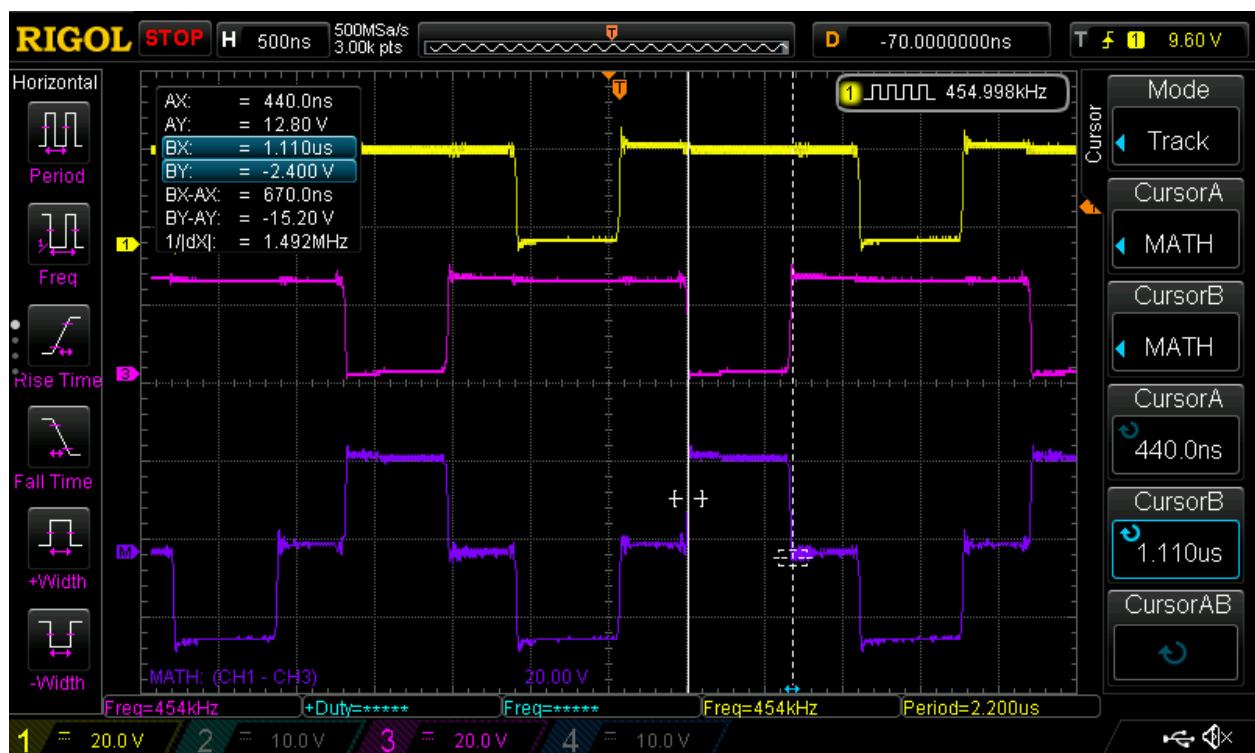 RIGOL STOP H 500ns 500MSa/s 3.00k pts T D -70.0000000ns T 1 9.60 V
Horizontal
Period
Freq
Rise Time
Fall Time
+Width
-Width
AX: = 440.0ns
AY: = 12.80 V
BX: = 1.110us
BY: = -2.400 V
BX-AX: = 670.0ns
BY-AY: = -15.20 V
1/|dX|: = 1.492MHz
T
1 454.998kHz
1
3
M
T
MATH: (CH1 - CH3) 20.00 V
Cursor
Mode
Track
CursorA
MATH
CursorB
MATH
CursorA
440.0ns
CursorB
1.110us
CursorAB
Freq=454kHz +Duty=***** Freq=***** Freq=454kHz Period=2.200us
1 = 20.0 V 2 = 10.0 V 3 = 20.0 V 4 = 10.0 V